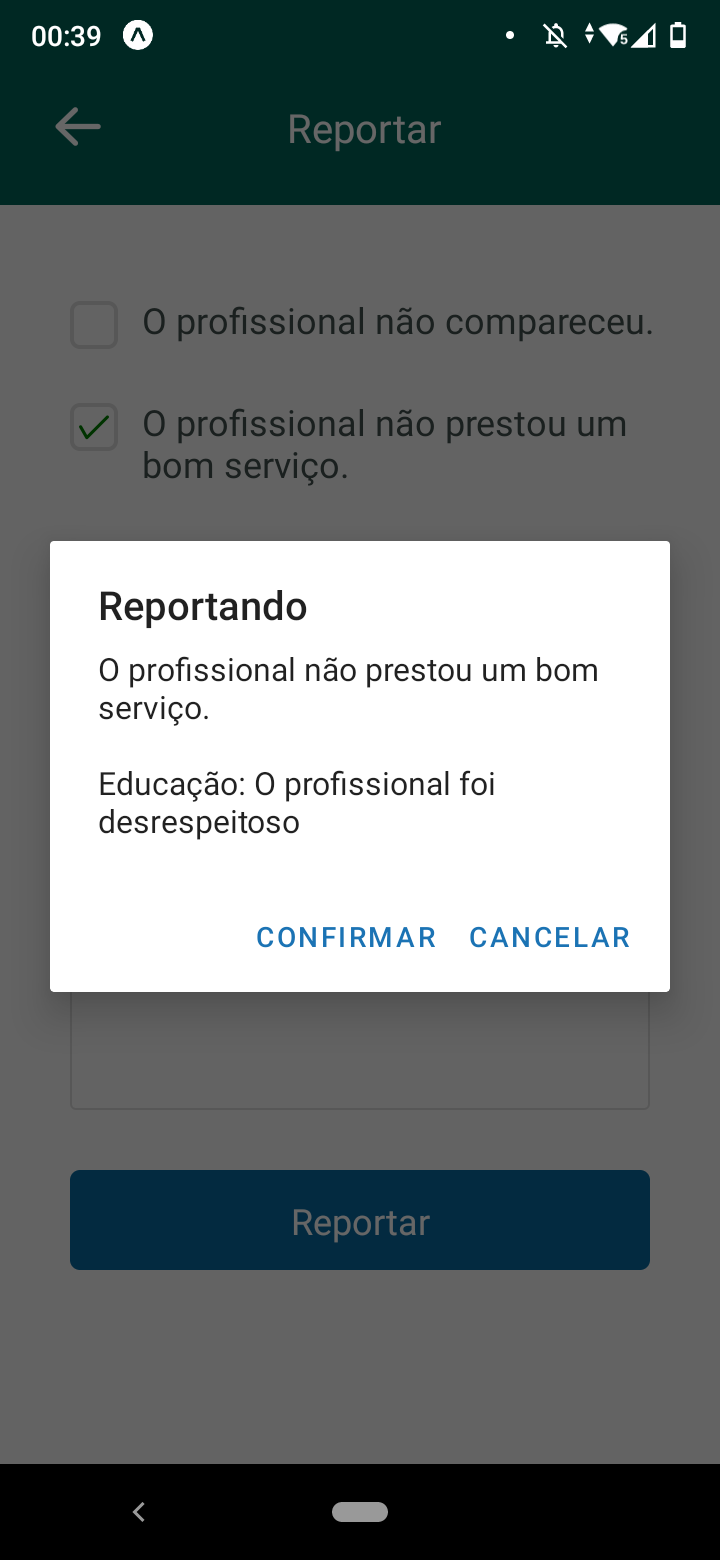 00:39
Reportar
O profissional não compareceu.
O profissional não prestou um
bom serviço.
Reportando
O profissional não prestou um bom
serviço.
Educação: O profissional foi
desrespeitoso
CONFIRMAR CANCELAR
Reportar